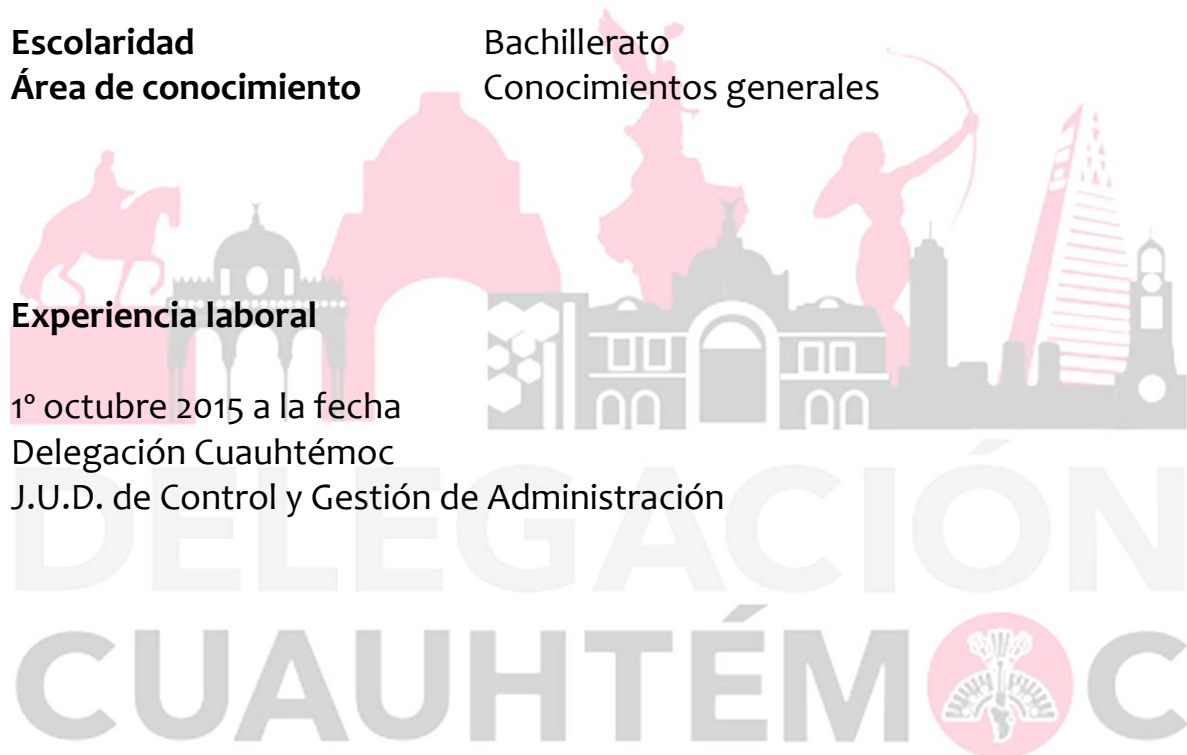 Escolaridad Bachillerato
Área de conocimiento Conocimientos generales
Experiencia laboral
1º octubre 2015 a la fecha
Delegación Cuauhtémoc
J.U.D. de Control y Gestión de Administración
DELEGACIÓN
CUAUHTÉMOC